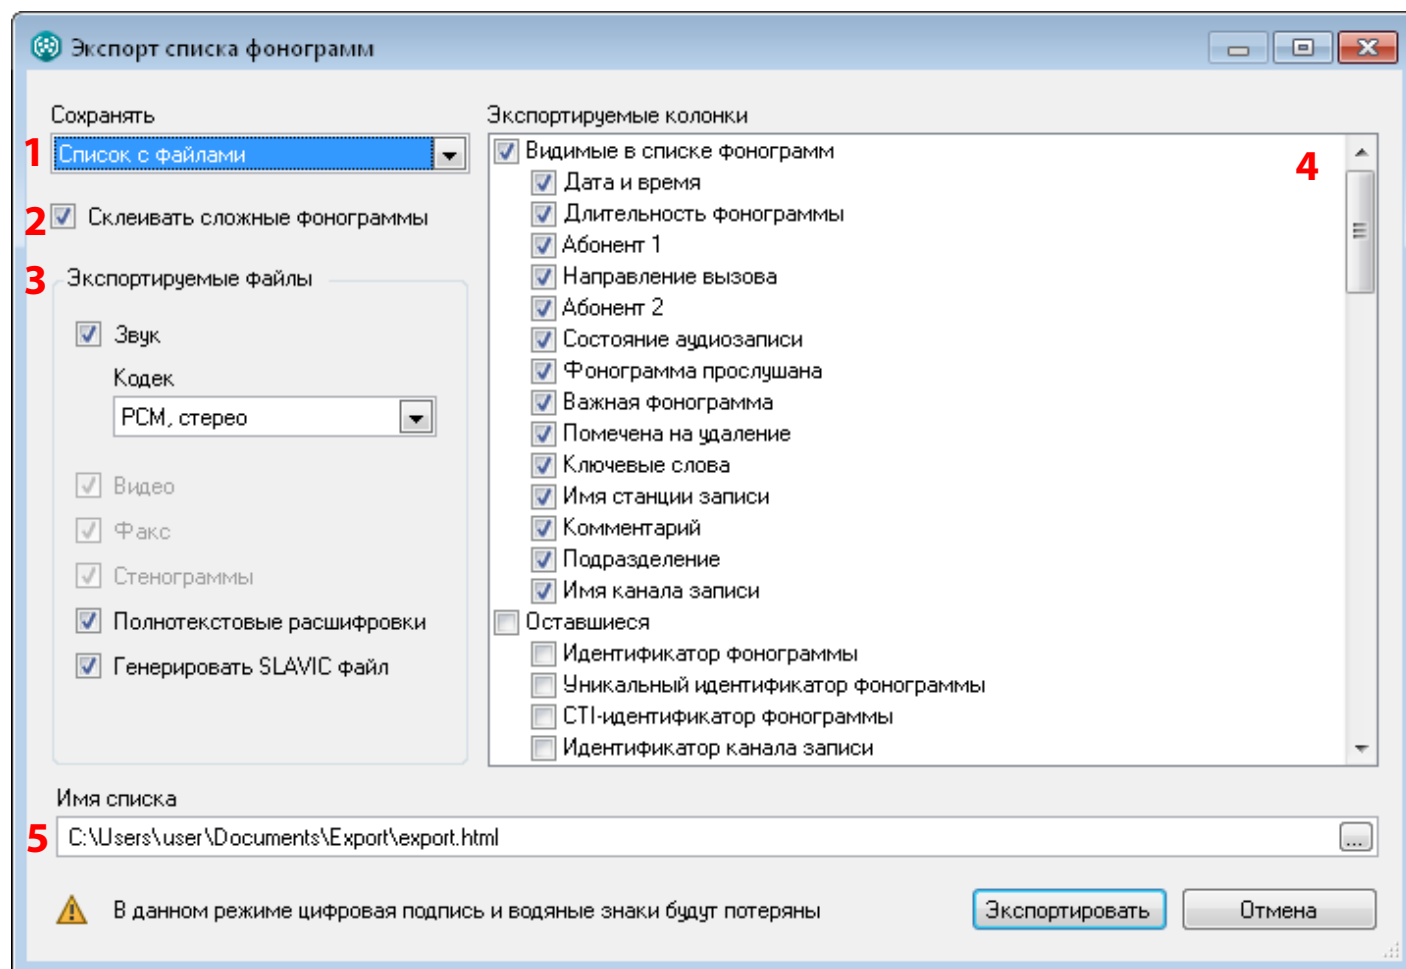 Экспорт списка фонограмм
Сохранять
1
Список с файлами
2
Склеивать сложные фонограммы
3
Экспортируемые файлы
Звук
Кодек
PCM, стерео
Видео
Факс
Стенограммы
Полнотекстовые расшифровки
Генерировать SLAVIC файл
Экспортируемые колонки
4
Видимые в списке фонограмм
Дата и время
Длительность фонограммы
Абонент 1
Направление вызова
Абонент 2
Состояние аудиозаписи
Фонограмма прослушана
Важная фонограмма
Помечена на удаление
Ключевые слова
Имя станции записи
Комментарий
Подразделение
Имя канала записи
Оставшиеся
Идентификатор фонограммы
Уникальный идентификатор фонограммы
CTI-идентификатор фонограммы
Идентификатор канала записи
Имя списка
5
C:\Users\user\Documents\Export\export.html
...
В данном режиме цифровая подпись и водяные знаки будут потеряны
Экспортировать
Отмена